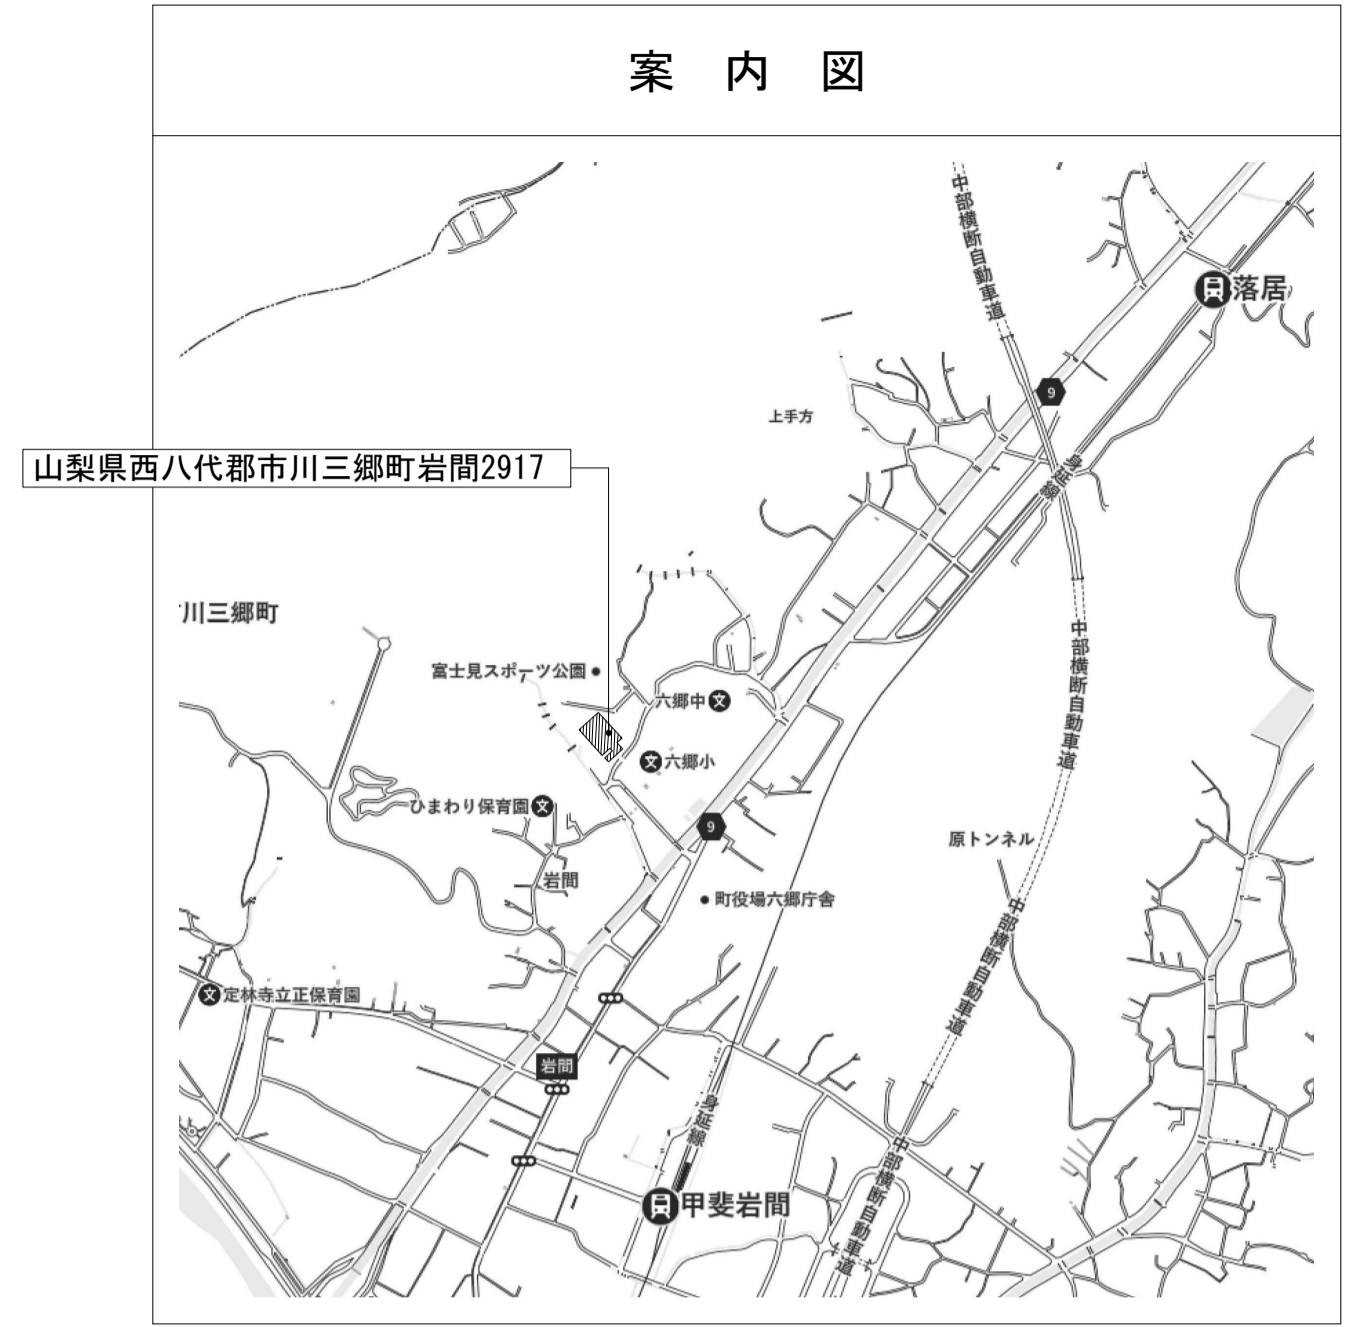 案 内 図
中部横断自動車道
落居
9
上手方
身延線
山梨県西八代郡市川三郷町岩間2917
川三郷町
中部横断自動車道
富士見スポーツ公園
六郷中
文
六郷小
文
ひまわり保育園
文
9
原トンネル
岩間
町役場六郷庁舎
中部横断自動車道
定林寺立正保育園
文
岩間
身延線
中部横断自動車道
甲斐岩間